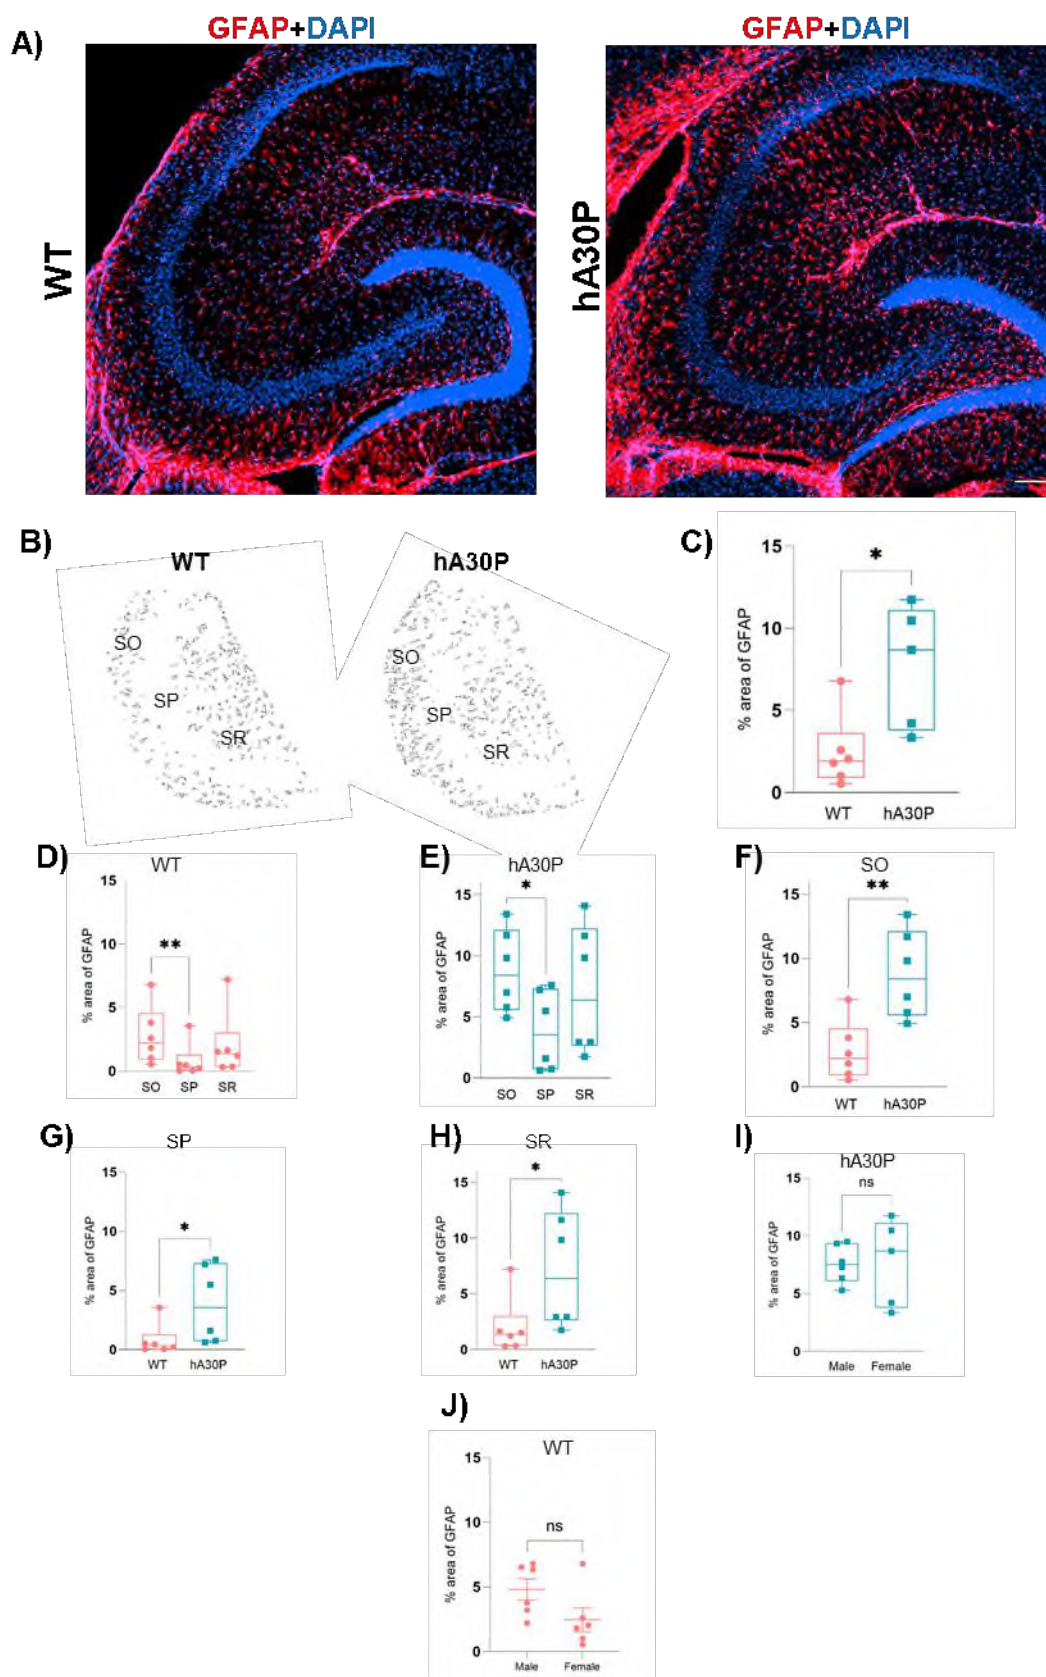 A)
GFAP+DAPI
GFAP+DAPI
WT
hA30P
B)
WT
hA30P
SO
SP
SR
SO
SP
SR
C)
% area of GFAP
15
10
5
0
*
WT
hA30P
D)
WT
% area of GFAP
15
10
5
0
**
SO
SP
SR
E)
hA30P
% area of GFAP
15
10
5
0
*
SO
SP
SR
F)
SO
% area of GFAP
15
10
5
0
**
WT
hA30P
G)
SP
% area of GFAP
15
10
5
0
*
WT
hA30P
H)
SR
% area of GFAP
15
10
5
0
*
WT
hA30P
I)
hA30P
% area of GFAP
15
10
5
0
ns
Male
Female
J)
WT
% area of GFAP
15
10
5
0
ns
Male
Female